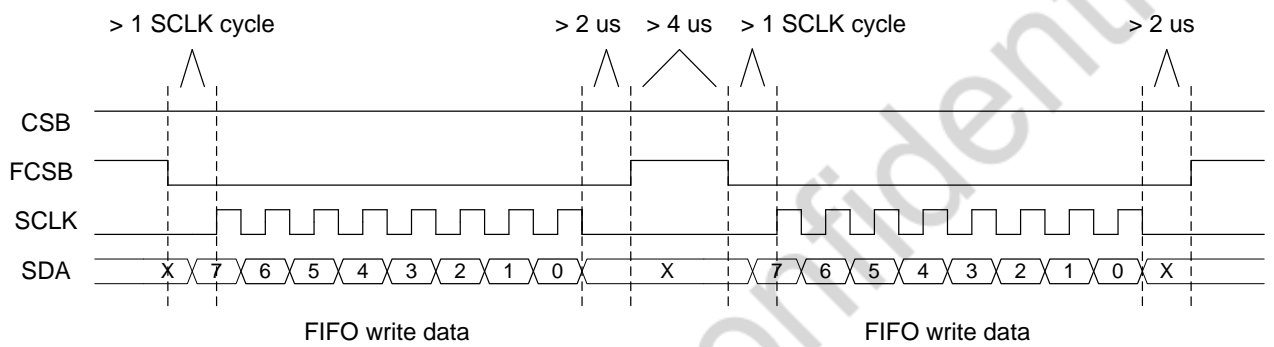 > 1 SCLK cycle > 2 us > 4 us > 1 SCLK cycle > 2 us
CSB
FCSB
SCLK
SDA X 7 6 5 4 3 2 1 0 X 7 6 5 4 3 2 1 0 X
FIFO write data FIFO write data